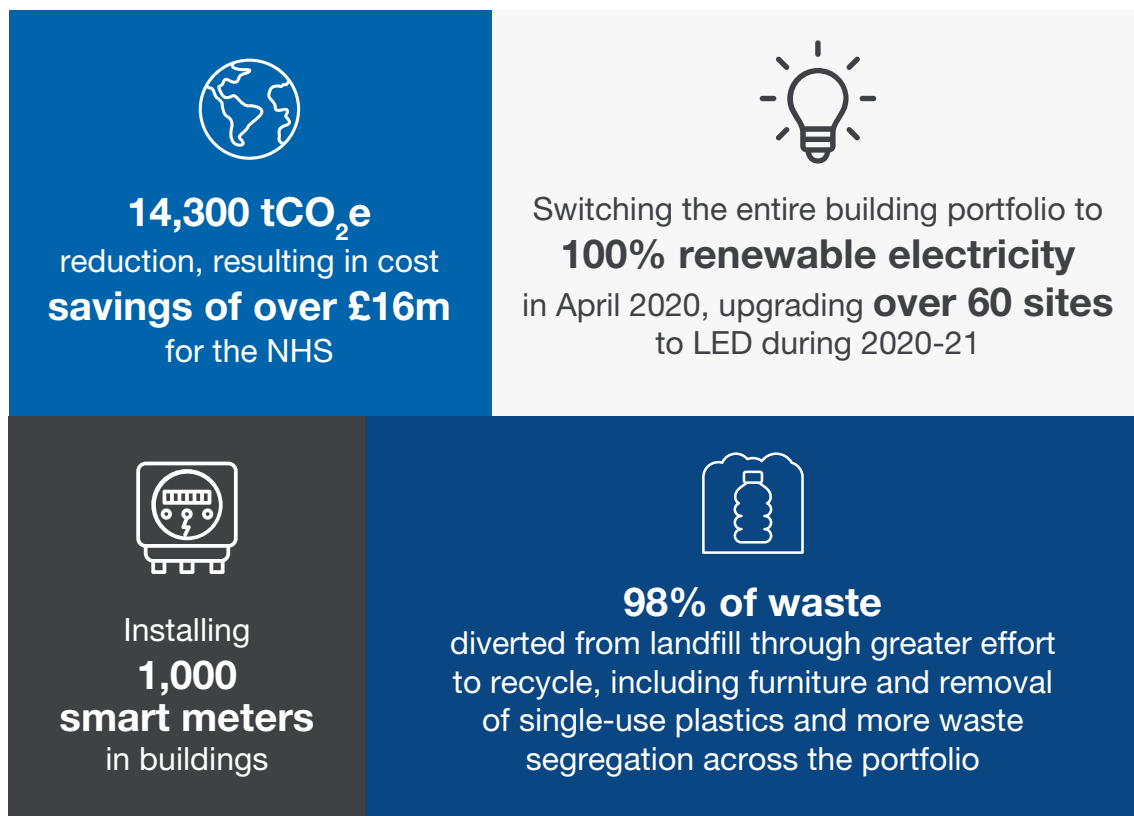 14,300 tCO₂e
reduction, resulting in cost
savings of over £16m
for the NHS
Switching the entire building portfolio to
100% renewable electricity
in April 2020, upgrading over 60 sites
to LED during 2020-21
Installing
1,000
smart meters
in buildings
98% of waste
diverted from landfill through greater effort
to recycle, including furniture and removal
of single-use plastics and more waste
segregation across the portfolio